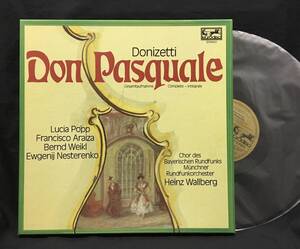 Donizetti
Don Pasquale
Gesamtaufnahme Complete - Intégrale
Lucia Popp
Francisco Araiza
Bernd Weikl
Ewgenij Nesterenko
Chor des
Bayerischen Rundfunks
Münchner
Rundfunkorchester
Heinz Wallberg